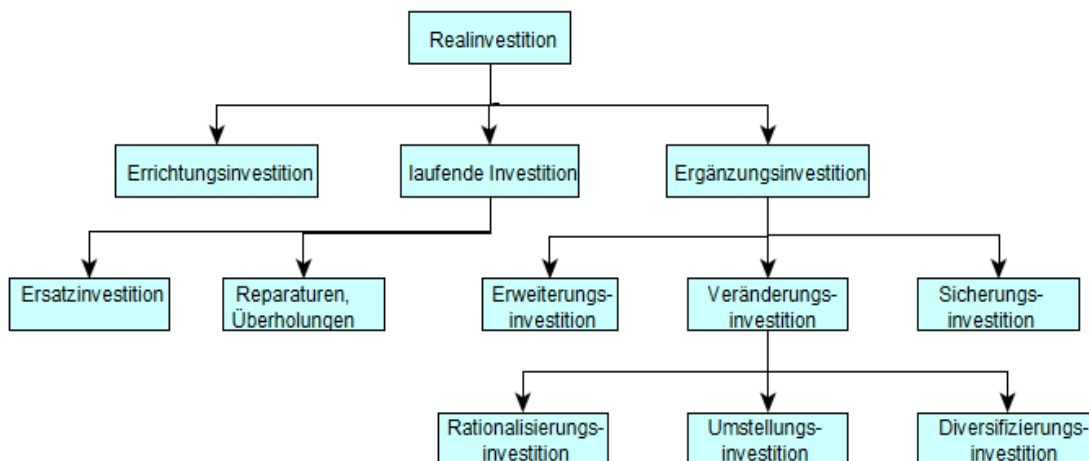 Realinvestition
Errichtungsinvestition
laufende Investition
Ergänzungsinvestition
Ersatzinvestition
Reparaturen,
Überholungen
Erweiterungs-
investition
Veränderungs-
investition
Sicherungs-
investition
Rationalisierungs-
investition
Umstellungs-
investition
Diversifizierungs-
investition